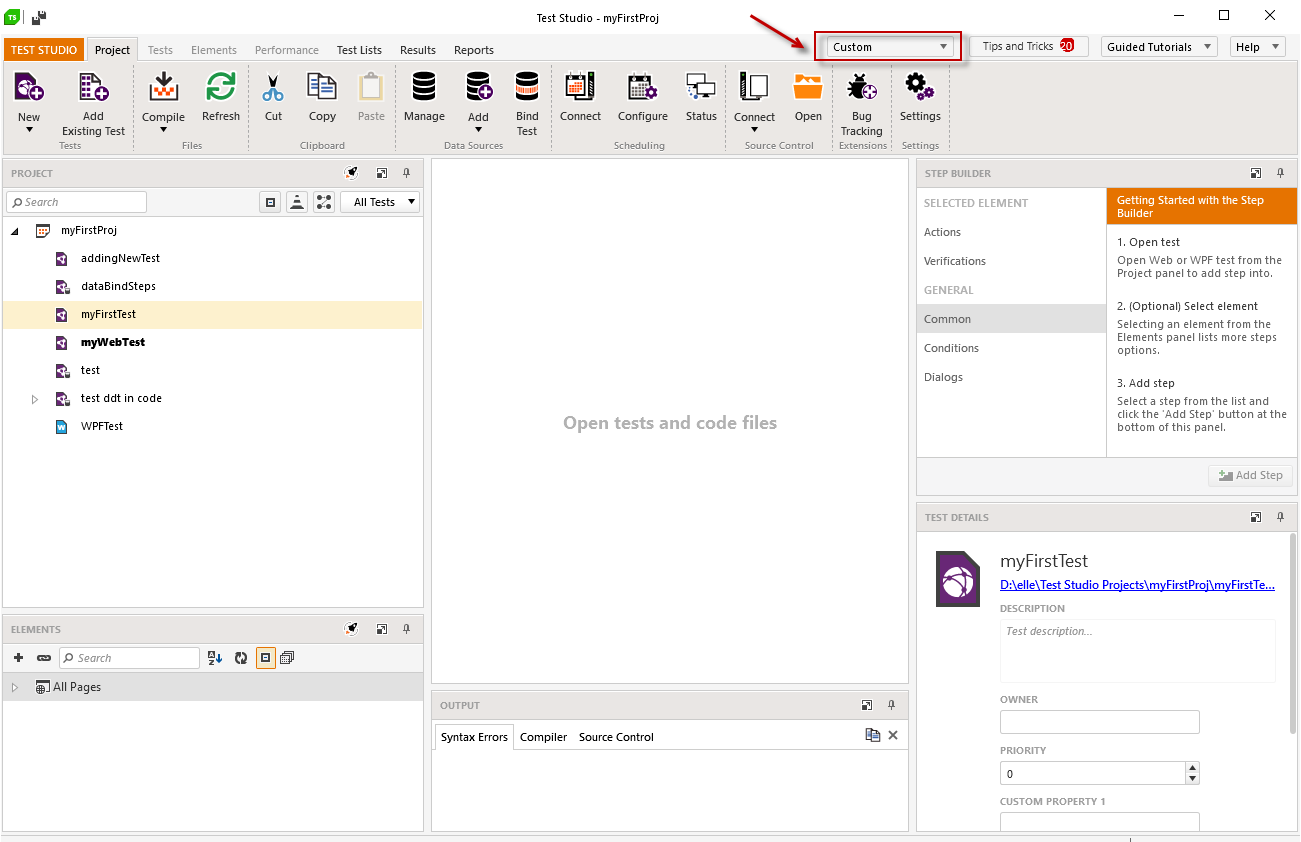 TS
Test Studio - myFirstProj
TEST STUDIO
Project
Tests
Elements
Performance
Test Lists
Results
Reports
Custom
Tips and Tricks 20
Guided Tutorials
Help
New
Add
Existing Test
Tests
Compile
Refresh
Files
Cut
Copy
Paste
Clipboard
Manage
Add
Bind
Test
Data Sources
Connect
Configure
Status
Scheduling
Connect
Open
Source Control
Bug
Tracking
Extensions
Settings
Settings
PROJECT
Search
All Tests
myFirstProj
addingNewTest
dataBindSteps
myFirstTest
myWebTest
test
test ddt in code
WPFTest
ELEMENTS
Search
All Pages
Open tests and code files
OUTPUT
Syntax Errors
Compiler
Source Control
STEP BUILDER
SELECTED ELEMENT
Actions
Verifications
GENERAL
Common
Conditions
Dialogs
Getting Started with the Step
Builder
1. Open test
Open Web or WPF test from the
Project panel to add step into.
2. (Optional) Select element
Selecting an element from the
Elements panel lists more steps
options.
3. Add step
Select a step from the list and
click the 'Add Step' button at the
bottom of this panel.
Add Step
TEST DETAILS
myFirstTest
D:\elle\Test Studio Projects\myFirstProj\myFirstTe...
DESCRIPTION
Test description...
OWNER
PRIORITY
0
CUSTOM PROPERTY 1